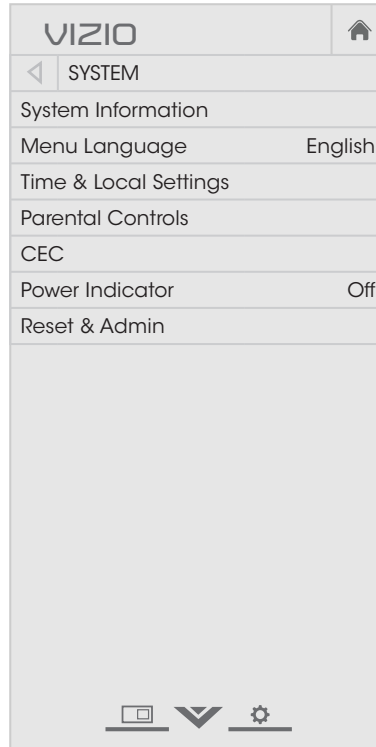 VIZIO
SYSTEM
System Information
Menu Language English
Time & Local Settings
Parental Controls
CEC
Power Indicator Off
Reset & Admin